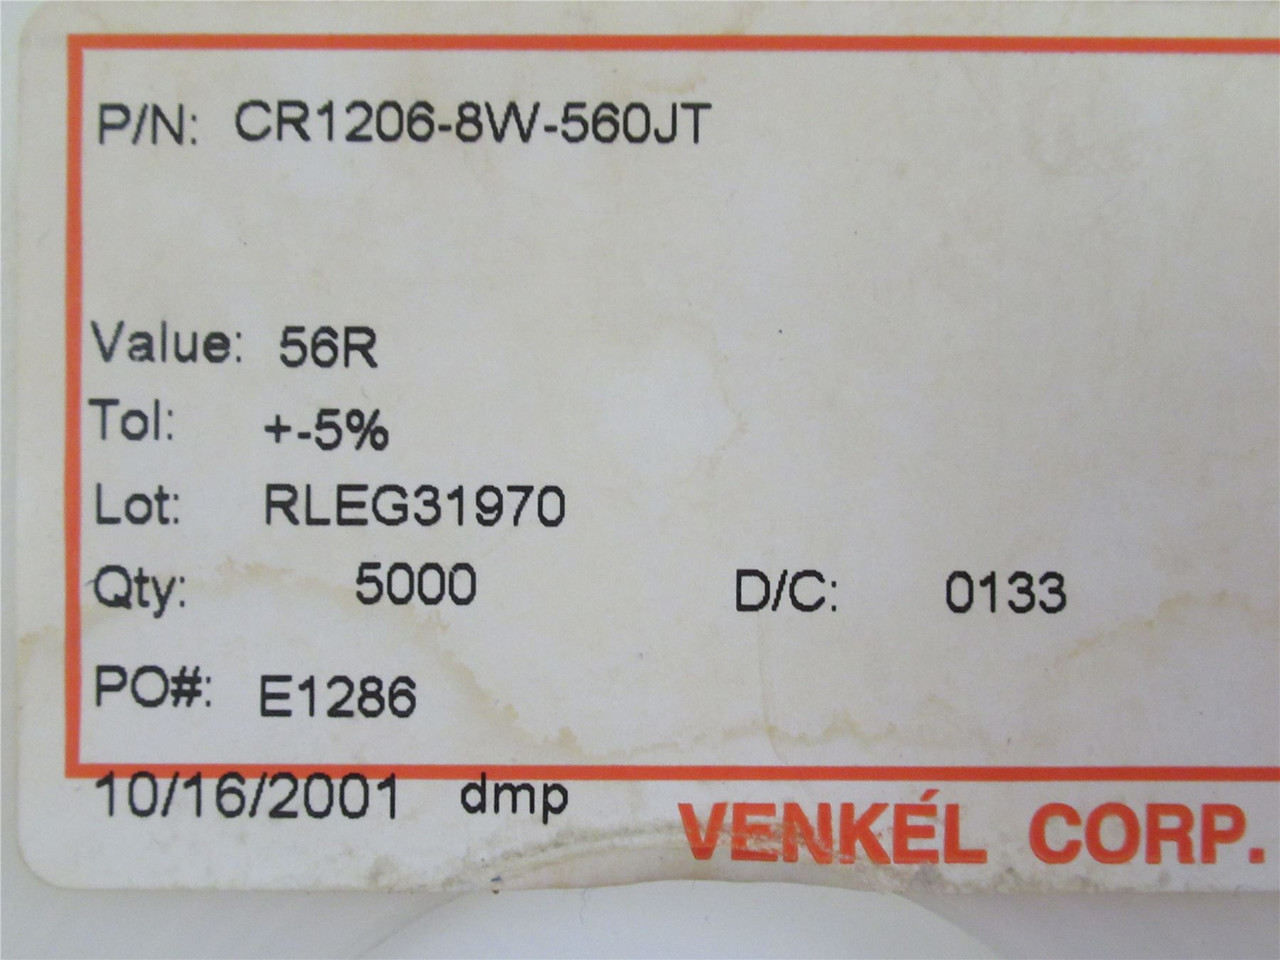 P/N: CR1206-8W-560JT
Value: 56R
Tol: +-5%
Lot: RLEG31970
Qty: 5000 D/C: 0133
PO#: E1286
10/16/2001 dmp
VENKÉL CORP.